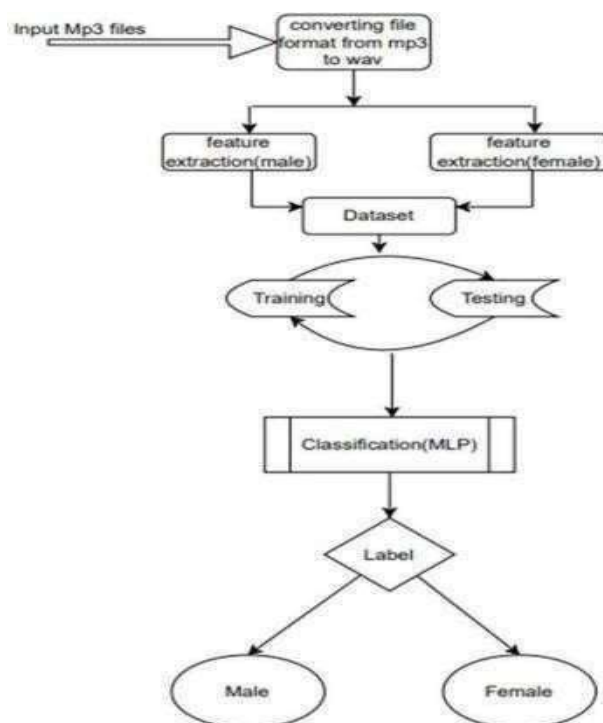 Input Mp3 files
converting file
format from mp3
to wav
feature
extraction(male)
feature
extraction(female)
Dataset
Training
Testing
Classification(MLP)
Label
Male
Female